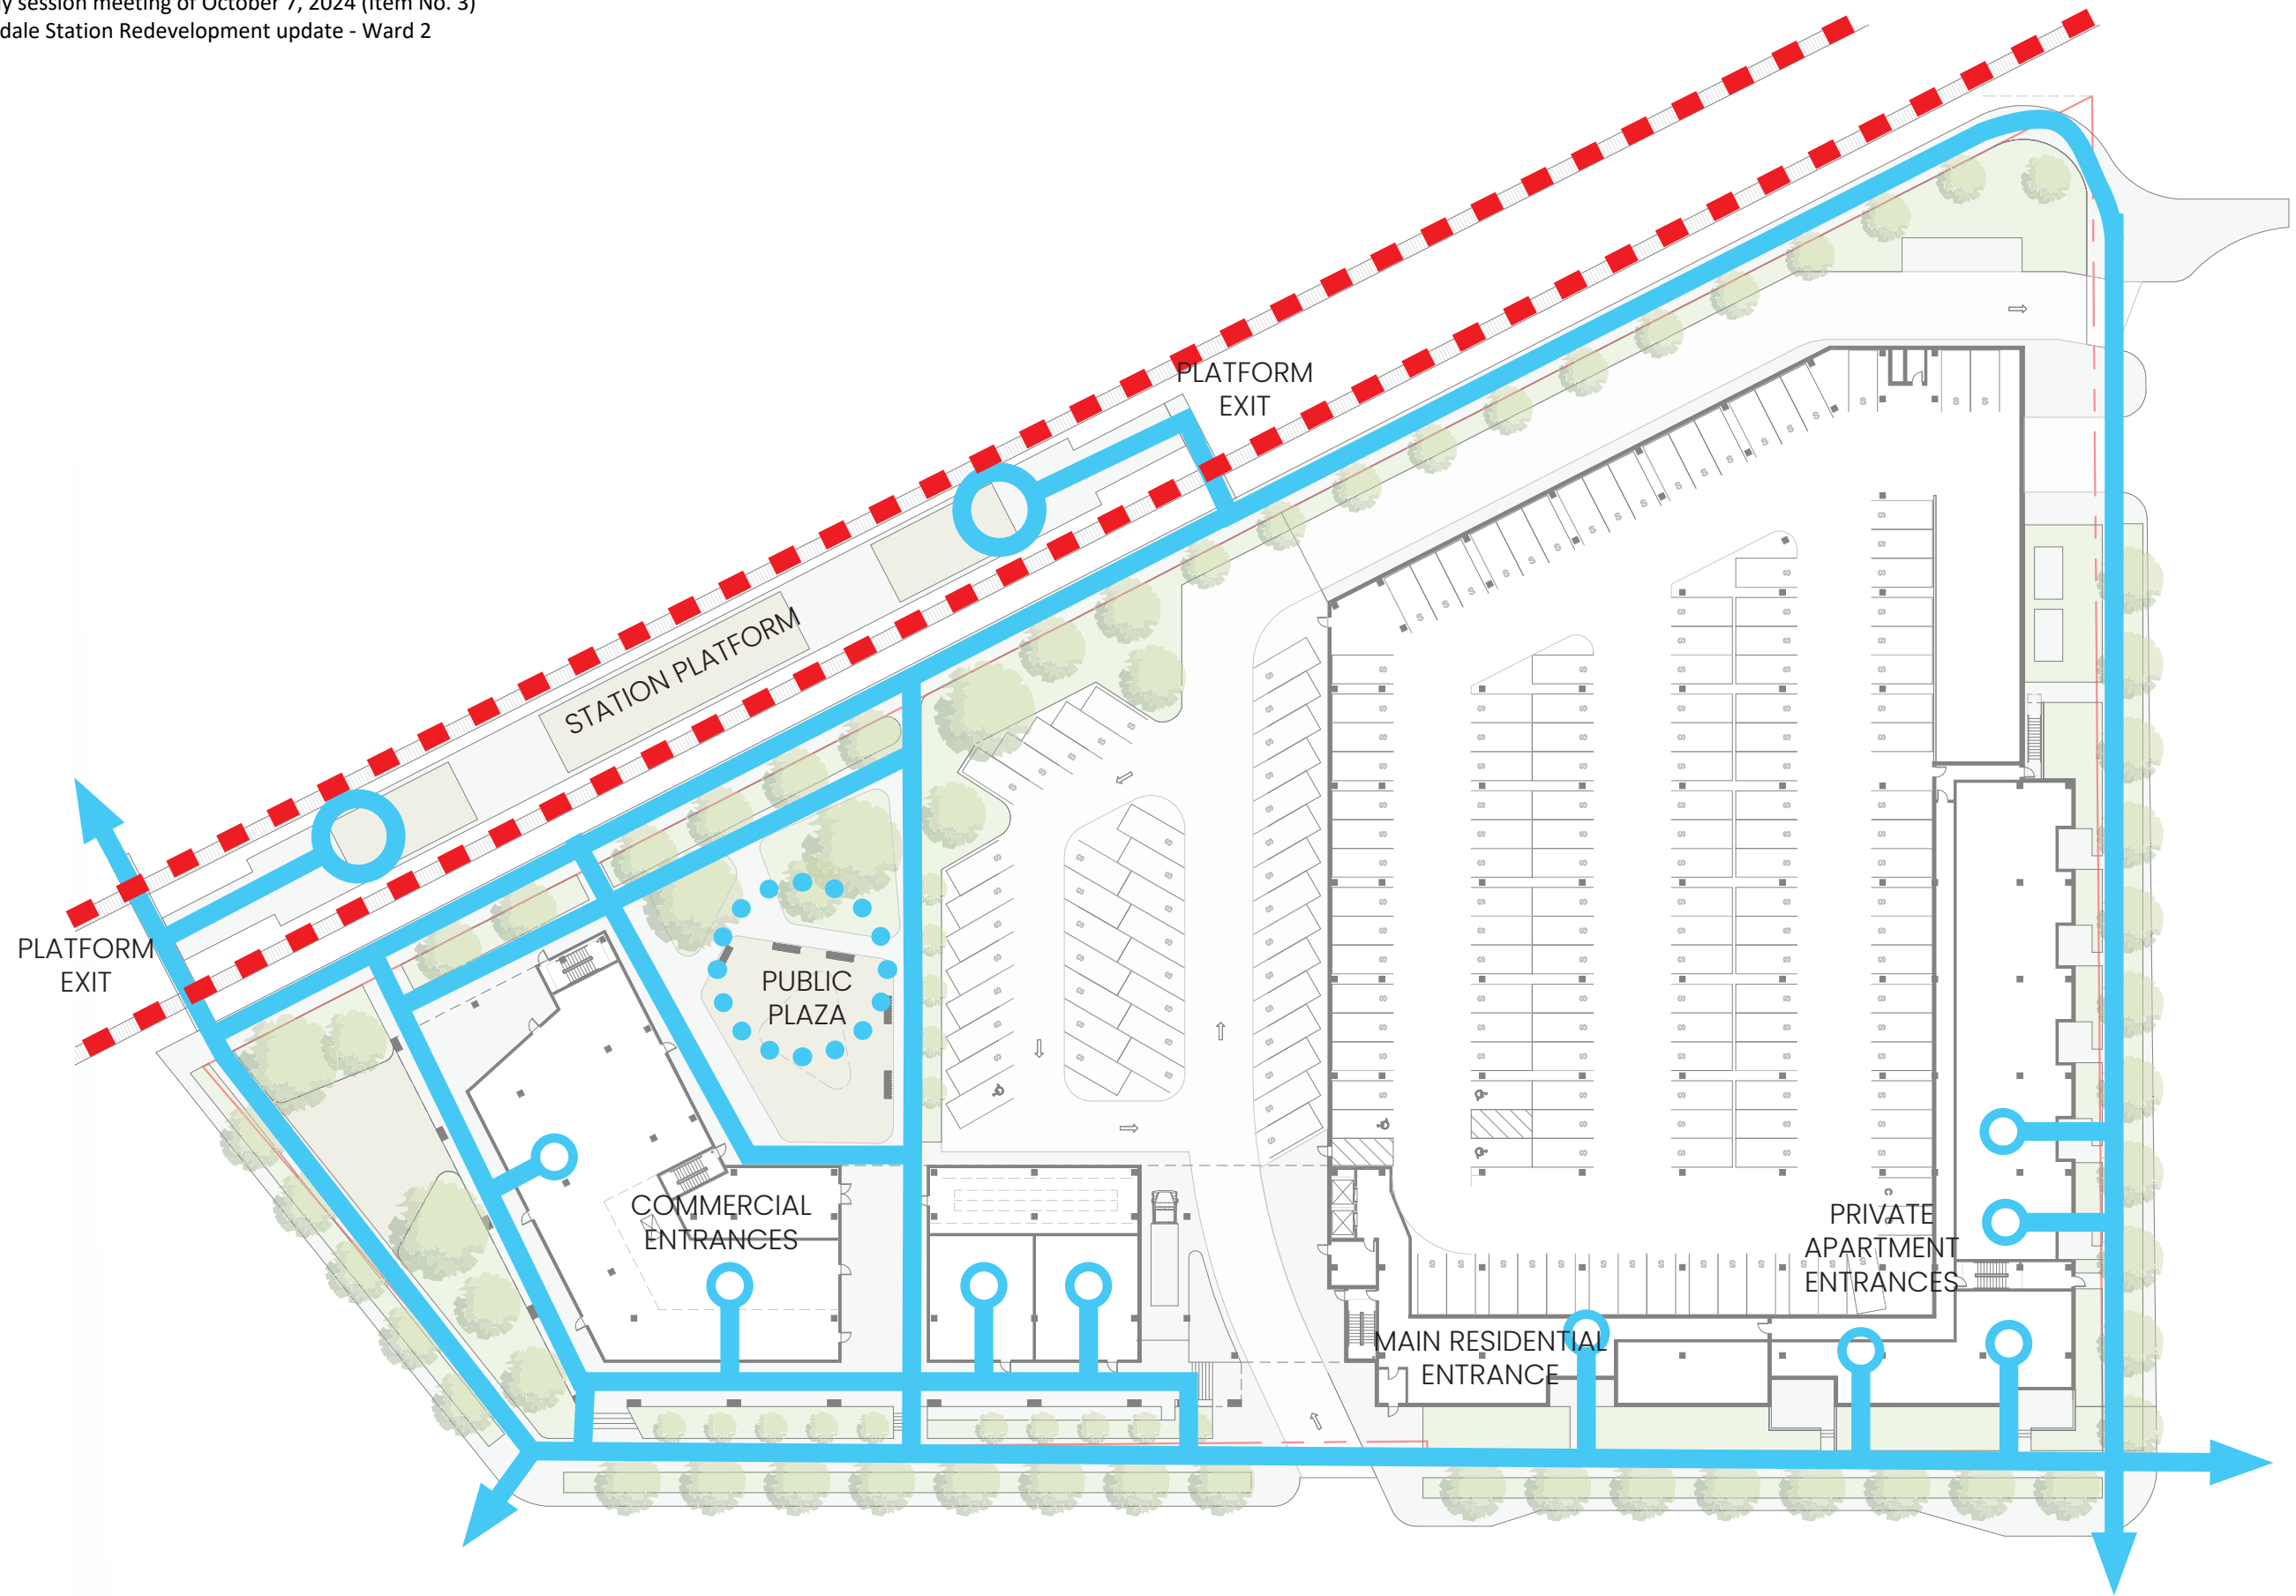 session meeting of October 7, 2024 (Item No. 3)
dale Station Redevelopment update - Ward 2
PLATFORM
EXIT
STATION PLATFORM
PLATFORM
EXIT
PUBLIC
PLAZA
COMMERCIAL
ENTRANCES
PRIVATE
APARTMENT
ENTRANCES
MAIN RESIDENTIAL
ENTRANCE